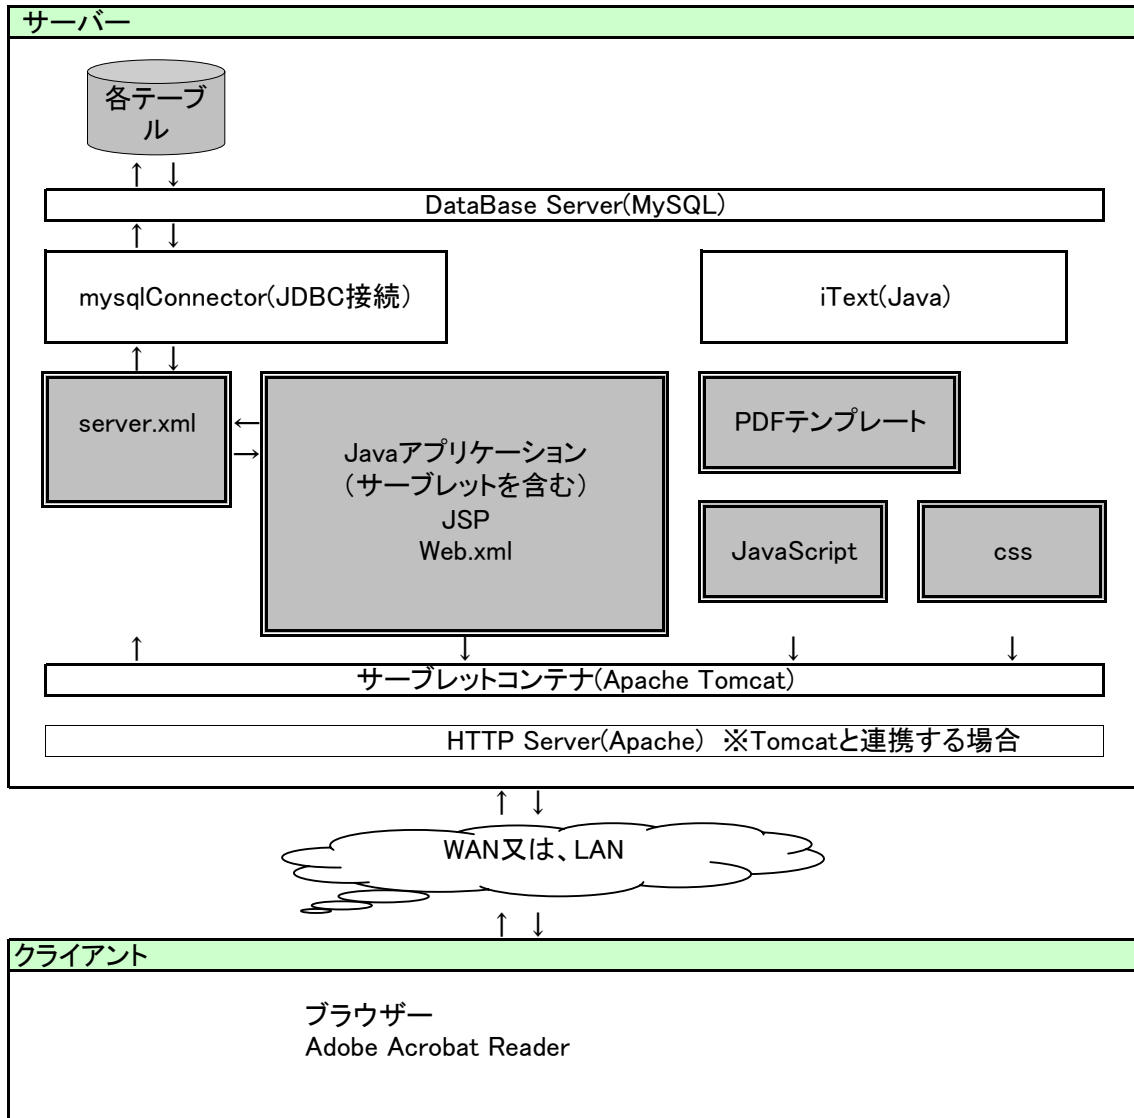 サーバー
各テーブ
ル
↑ ↓
DataBase Server(MySQL)
↑ ↓
mysqlConnector(JDBC接続)
iText(Java)
↑ ↓
server.xml
←
→
Javaアプリケーション
(サーブレットを含む)
JSP
Web.xml
PDFテンプレート
JavaScript
css
↑ ↓ ↓ ↓
サーブレットコンテナ(Apache Tomcat)
HTTP Server(Apache) ※Tomcatと連携する場合
↑ ↓
WAN又は、LAN
↑ ↓
クライアント
ブラウザー
Adobe Acrobat Reader